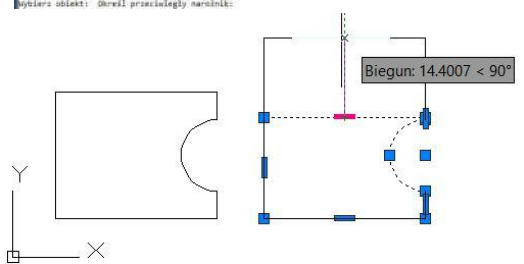 Wybierz obiekt: Określ przeciwległy narożnik:
Biegun: 14.4007 < 90°
Y
X